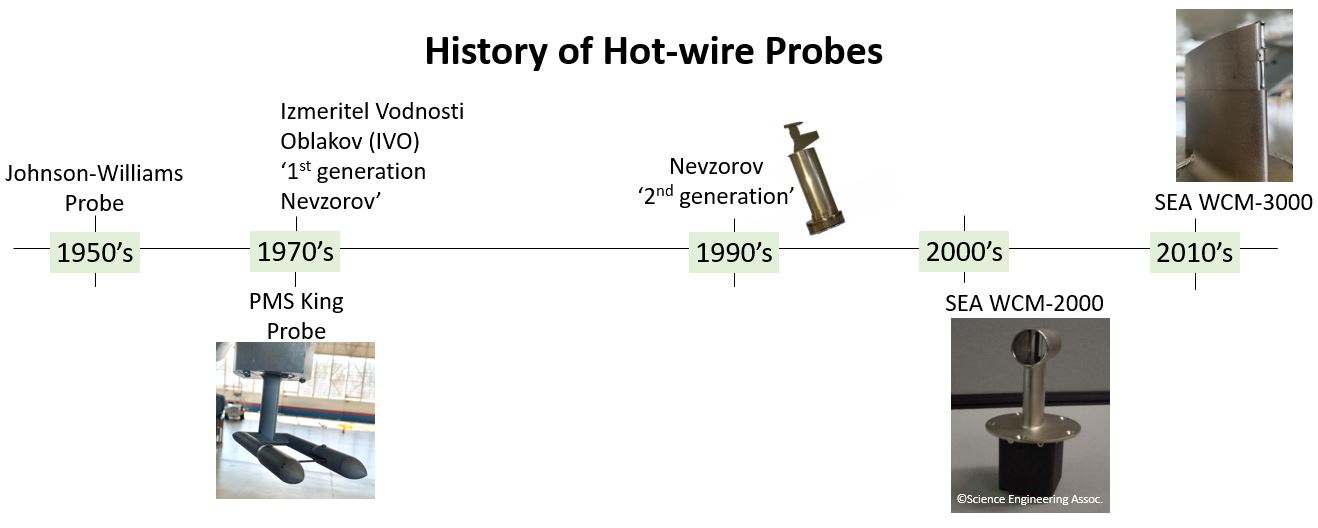 History of Hot-wire Probes
Johnson-Williams
Probe
1950's
Izmeritel Vodnosti
Oblakov (IVO)
‘1st generation
Nevzorov’
1970's
PMS King
Probe
Nevzorov
‘2nd generation’
1990's
2000's
SEA WCM-2000
©Science Engineering Assoc.
SEA WCM-3000
2010's